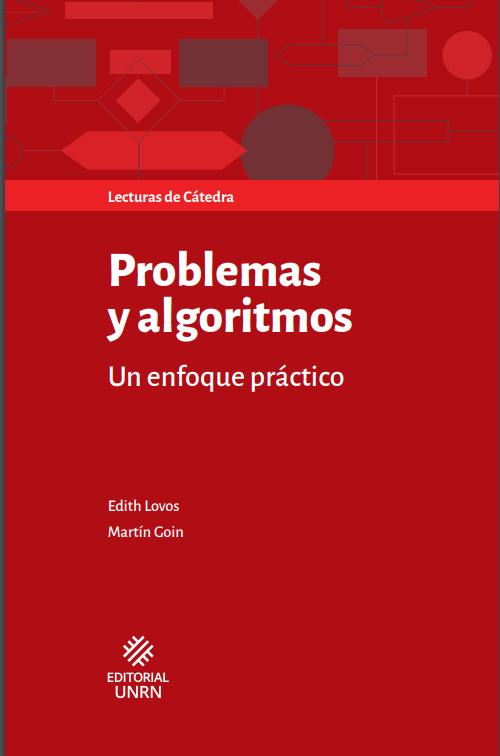 Lecturas de Cátedra
Problemas
y algoritmos
Un enfoque práctico
Edith Lovos
Martín Goin
EDITORIAL
UNRN